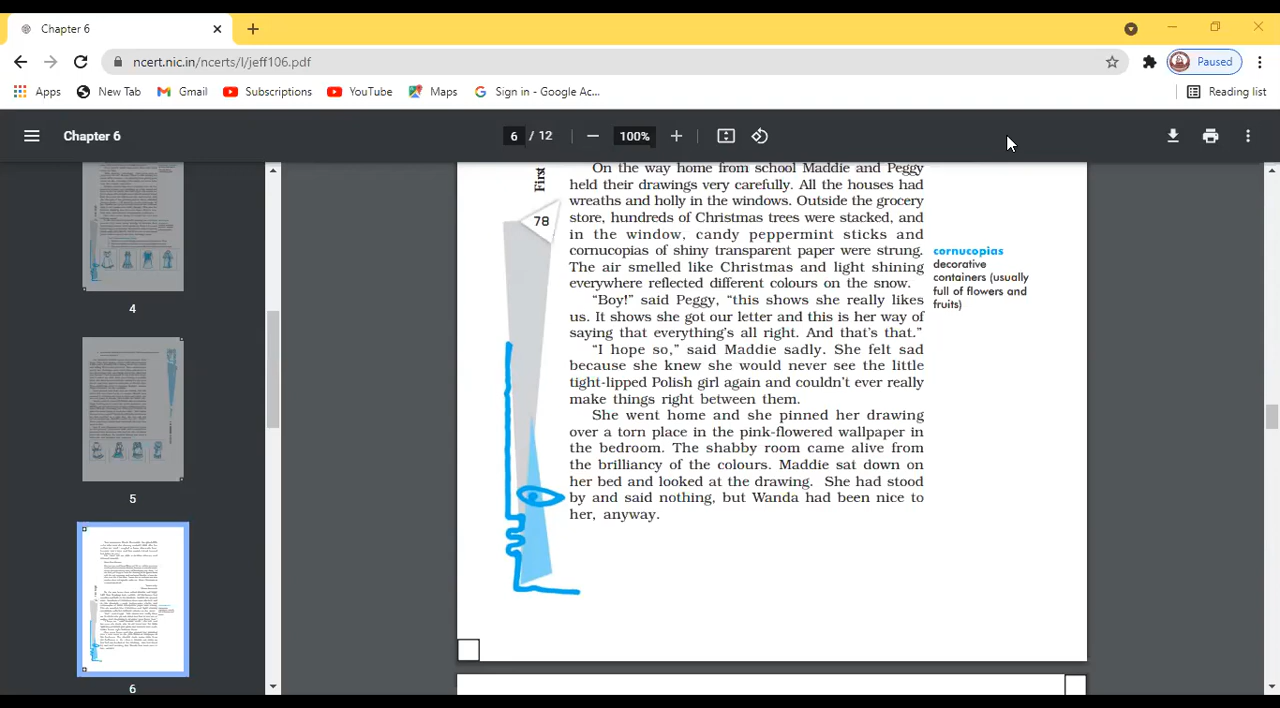 Chapter 6
ncert.nic.in/ncerts/l/jeff106.pdf
Paused
Apps
New Tab
Gmail
Subscriptions
YouTube
Maps
Sign in - Google Ac...
Reading list
Chapter 6
6 / 12
100%
4
5
6
First
78
On the way home from school Maddie and Peggy
held their drawings very carefully. All the houses had
wreaths and holly in the windows. Outside the grocery
store, hundreds of Christmas trees were stacked, and
in the window, candy peppermint sticks and
cornucopias of shiny transparent paper were strung.
The air smelled like Christmas and light shining
everywhere reflected different colours on the snow.
“Boy!” said Peggy, “this shows she really likes
us. It shows she got our letter and this is her way of
saying that everything’s all right. And that’s that.”
“I hope so,” said Maddie sadly. She felt sad
because she knew she would never see the little
tight-lipped Polish girl again and couldn’t ever really
make things right between them.
She went home and she pinned her drawing
over a torn place in the pink-flowered wallpaper in
the bedroom. The shabby room came alive from
the brilliancy of the colours. Maddie sat down on
her bed and looked at the drawing. She had stood
by and said nothing, but Wanda had been nice to
her, anyway.
cornucopias
decorative
containers (usually
full of flowers and
fruits)